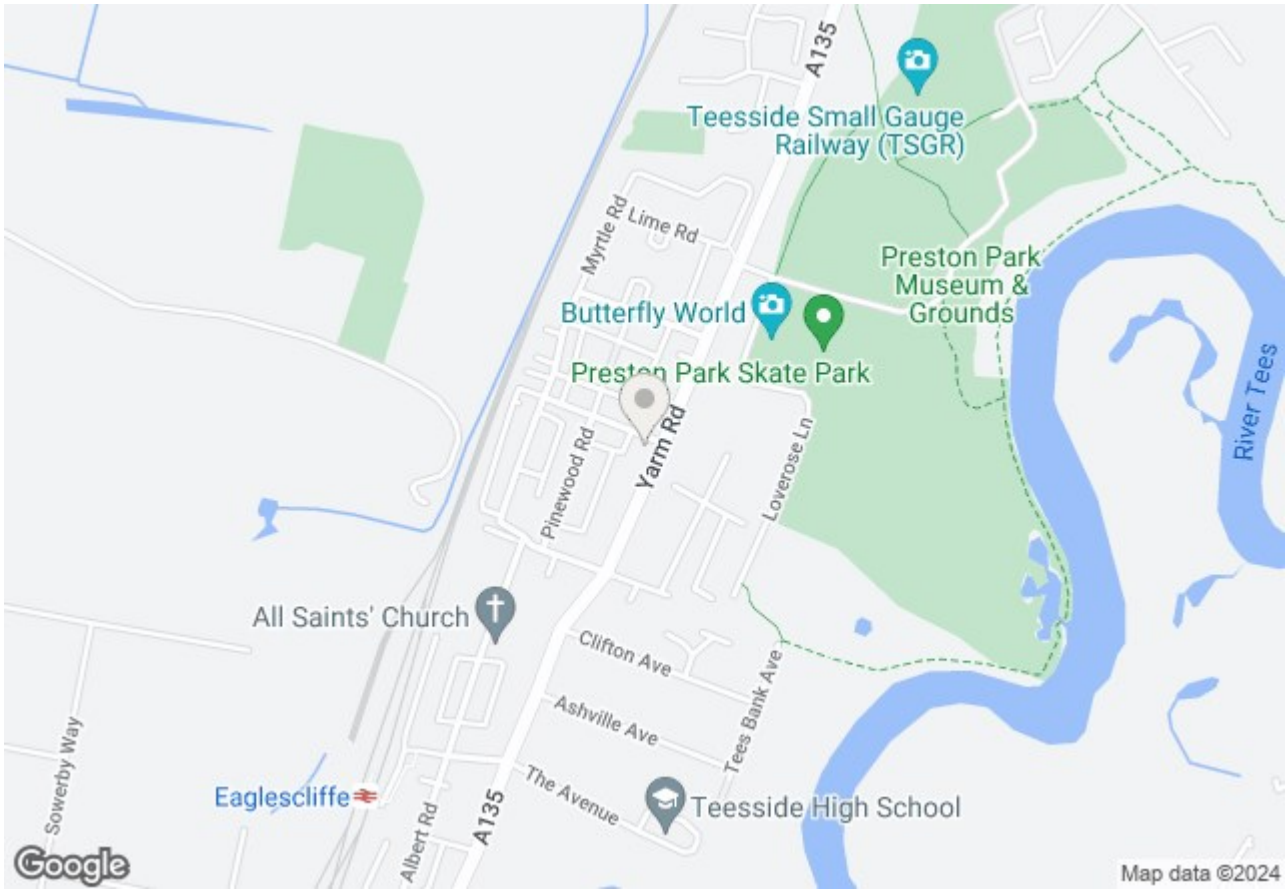 A135
Teesside Small Gauge
Railway (TSGR)
Lime Rd
Myrtle Rd
Preston Park
Museum &
Grounds
Butterfly World
Preston Park Skate Park
River Tees
Yarm Rd
Pinewood Rd
Loverose Ln
All Saints' Church
Clifton Ave
Ashville Ave
Tees Bank Ave
Sowerby Way
Eaglescliffe
The Avenue
Teesside High School
Albert Rd
A135
Google
Map data ©2024